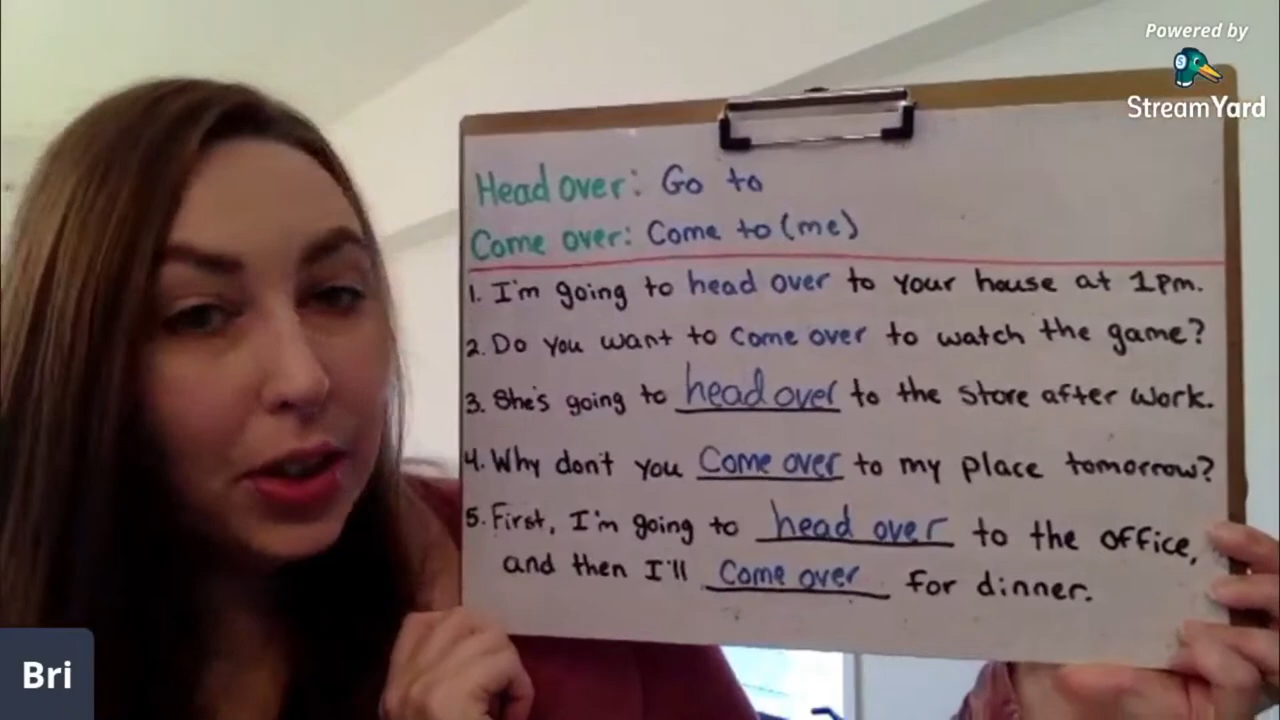 Powered by
StreamYard
Head over: Go to
Come over: Come to (me)
1. I'm going to head over to your house at 1pm.
2. Do you want to come over to watch the game?
3. She's going to head over to the store after work.
4. Why don't you Come over to my place tomorrow?
5. First, I'm going to head over to the office,
and then I'll Come over for dinner.
Bri